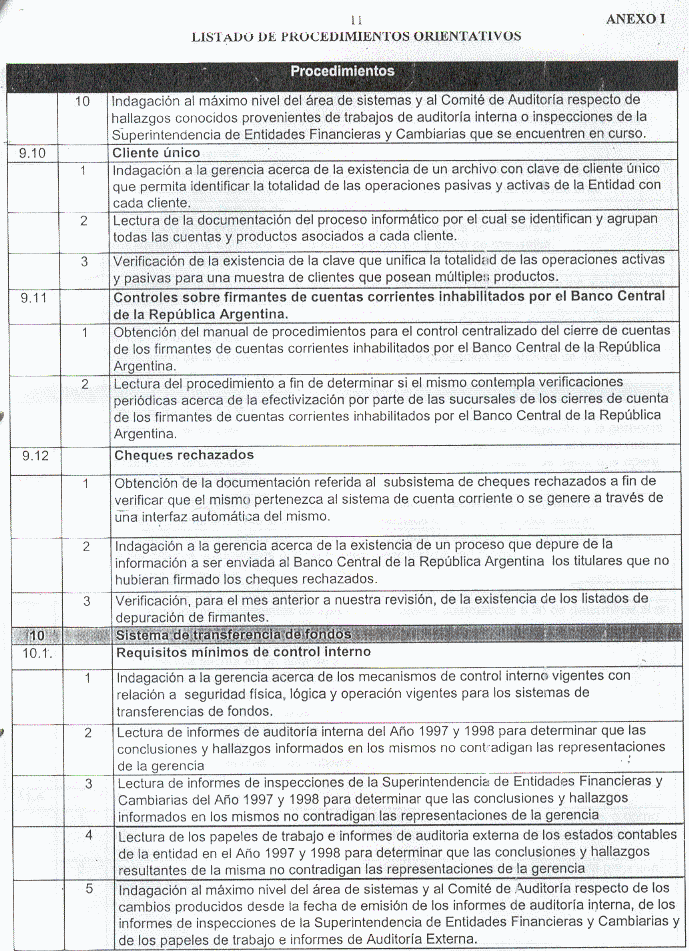 11
ANEXO I
LISTADO DE PROCEDIMIENTOS ORIENTATIVOS
Procedimientos
10 Indagación al máximo nivel del área de sistemas y al Comité de Auditoría respecto de
hallazgos conocidos provenientes de trabajos de auditoría interna o inspecciones de la
Superintendencia de Entidades Financieras y Cambiarias que se encuentren en curso.
9.10 Cliente único
1 Indagación a la gerencia acerca de la existencia de un archivo con clave de cliente único
que permita identificar la totalidad de las operaciones pasivas y activas de la Entidad con
cada cliente.
2 Lectura de la documentación del proceso informático por el cual se identifican y agrupan
todas las cuentas y productos asociados a cada cliente.
3 Verificación de la existencia de la clave que unifica la totalidad de las operaciones activas
y pasivas para una muestra de clientes que posean múltiples productos.
9.11 Controles sobre firmantes de cuentas corrientes inhabilitados por el Banco Central
de la República Argentina.
1 Obtención del manual de procedimientos para el control centralizado del cierre de cuentas
de los firmantes de cuentas corrientes inhabilitados por el Banco Central de la República
Argentina.
2 Lectura del procedimiento a fin de determinar si el mismo contempla verificaciones
periódicas acerca de la efectivización por parte de las sucursales de los cierres de cuenta
de los firmantes de cuentas corrientes inhabilitados por el Banco Central de la República
Argentina.
9.12 Cheques rechazados
1 Obtención de la documentación referida al subsistema de cheques rechazados a fin de
verificar que el mismo pertenezca al sistema de cuenta corriente o se genere a través de
una interfaz automática del mismo.
2 Indagación a la gerencia acerca de la existencia de un proceso que depure de la
información a ser enviada al Banco Central de la República Argentina los titulares que no
hubieran firmado los cheques rechazados.
3 Verificación, para el mes anterior a nuestra revisión, de la existencia de los listados de
depuración de firmantes.
10 Sistema de transferencia de fondos
10.1. Requisitos mínimos de control interno
1 Indagación a la gerencia acerca de los mecanismos de control interno vigentes con
relación a seguridad física, lógica y operación vigentes para los sistemas de
transferencias de fondos.
2 Lectura de informes de auditoría interna del Año 1997 y 1998 para determinar que las
conclusiones y hallazgos informados en los mismos no contradigan las representaciones
de la gerencia
3 Lectura de informes de inspecciones de la Superintendencia de Entidades Financieras y
Cambiarias del Año 1997 y 1998 para determinar que las conclusiones y hallazgos
informados en los mismos no contradigan las representaciones de la gerencia
4 Lectura de los papeles de trabajo e informes de auditoria externa de los estados contables
de la entidad en el Año 1997 y 1998 para determinar que las conclusiones y hallazgos
resultantes de la misma no contradigan las representaciones de la gerencia
5 Indagación al máximo nivel del área de sistemas y al Comité de Auditoría respecto de los
cambios producidos desde la fecha de emisión de los informes de auditoría interna, de los
informes de inspecciones de la Superintendencia de Entidades Financieras y Cambiarias y
de los papeles de trabajo e informes de Auditoría Externa.